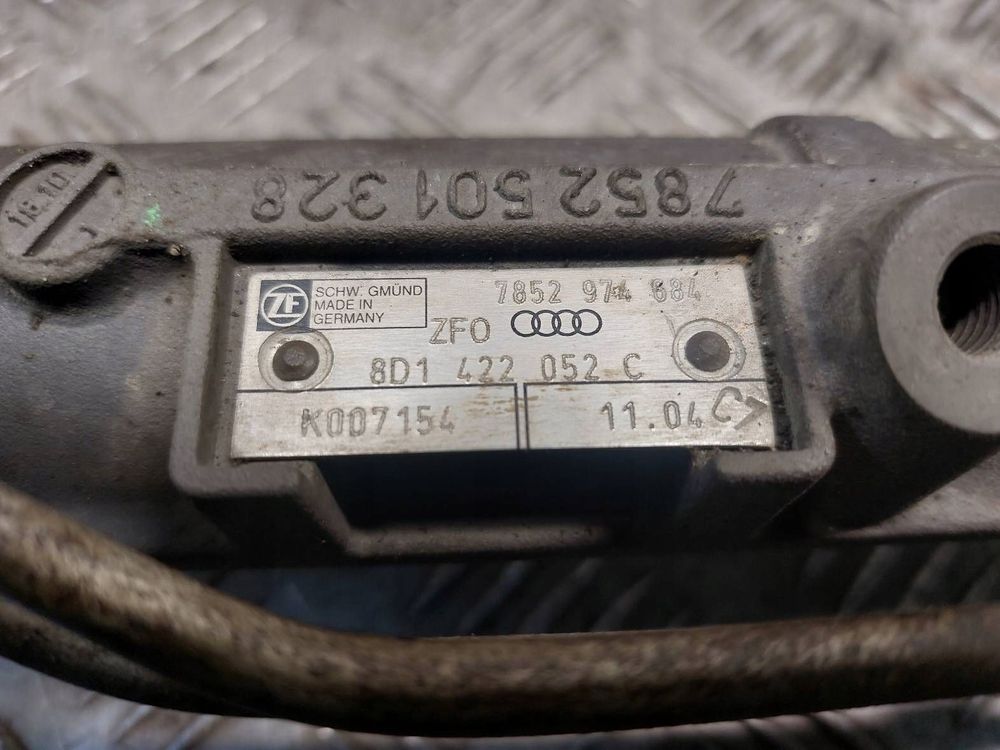 7852 501 328
16.10
ZF SCHW. GMÜND
MADE IN
GERMANY
7852 974 684
ZFO
8D1 422 052 C
K007154
11.04